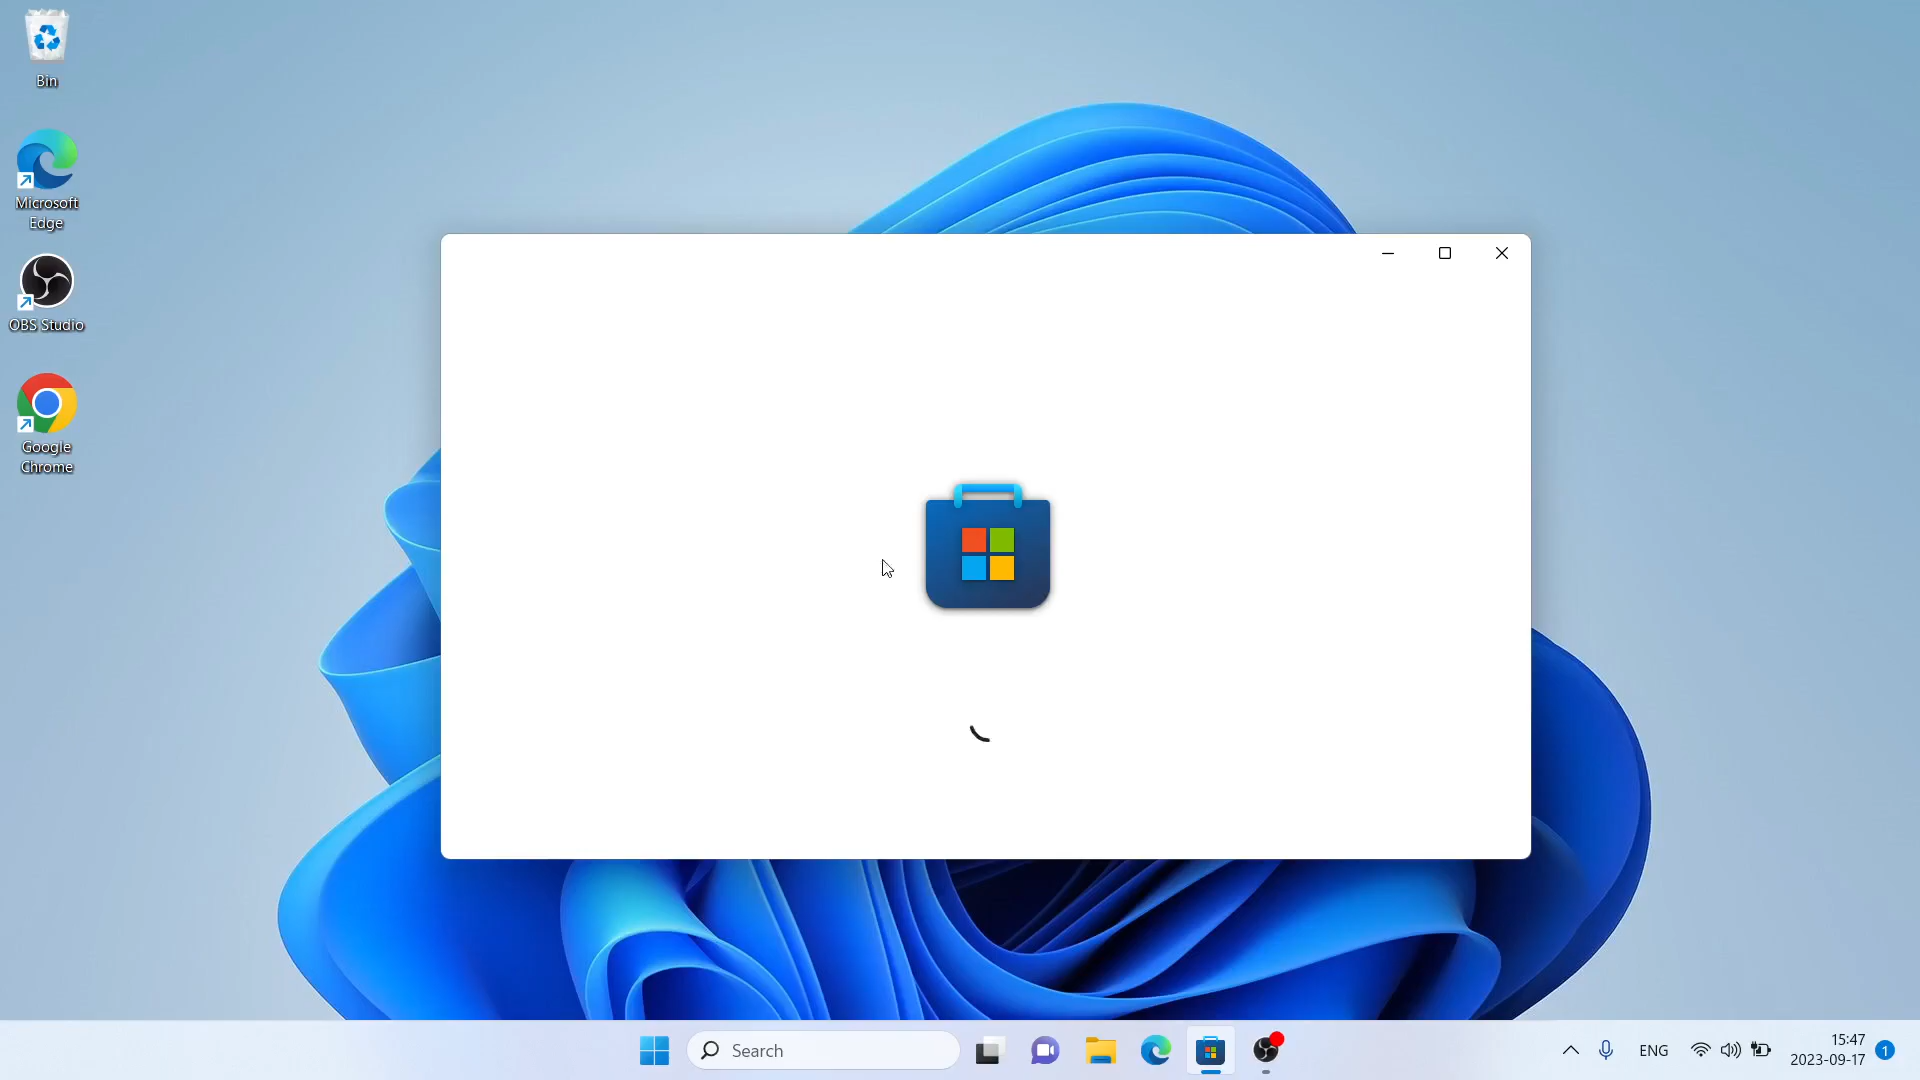 Bin
Microsoft
Edge
OBS Studio
Google
Chrome
Search
ENG
15:47
2023-09-17
1